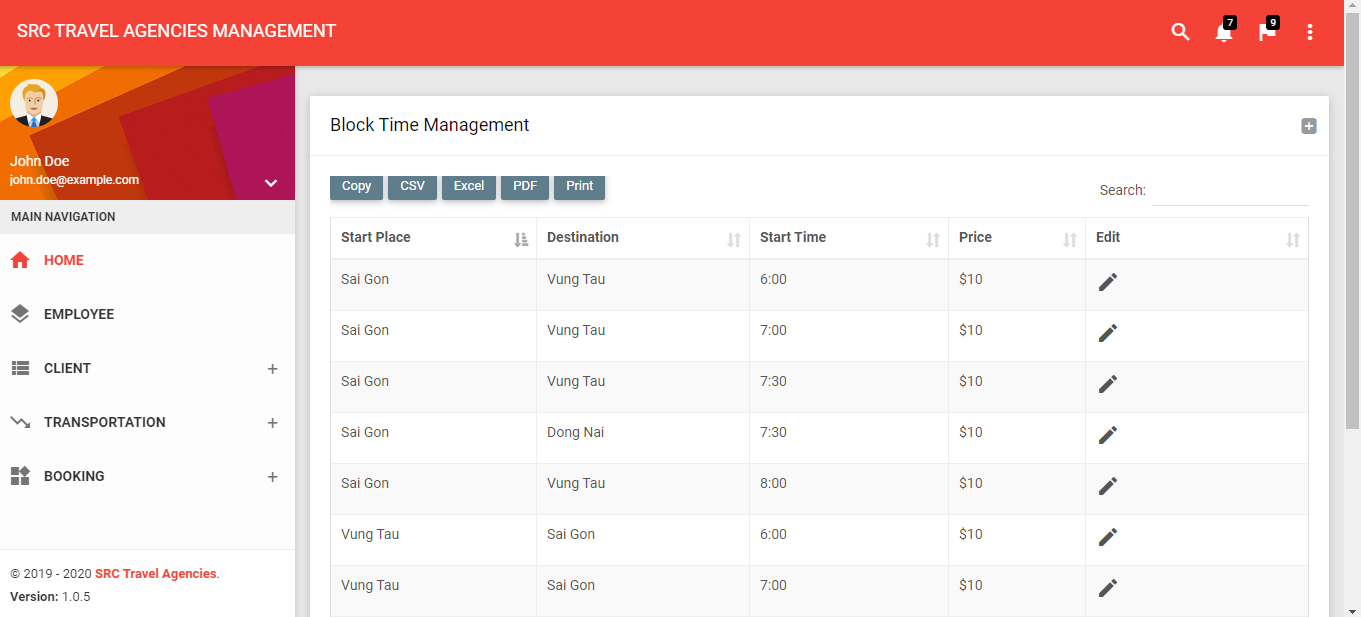 SRC TRAVEL AGENCIES MANAGEMENT
7
9
John Doe
john.doe@example.com
MAIN NAVIGATION
HOME
EMPLOYEE
CLIENT
TRANSPORTATION
BOOKING
© 2019 - 2020 SRC Travel Agencies.
Version: 1.0.5
Block Time Management
Copy CSV Excel PDF Print Search:
Start Place Destination Start Time Price Edit
Sai Gon Vung Tau 6:00 $10
Sai Gon Vung Tau 7:00 $10
Sai Gon Vung Tau 7:30 $10
Sai Gon Dong Nai 7:30 $10
Sai Gon Vung Tau 8:00 $10
Vung Tau Sai Gon 6:00 $10
Vung Tau Sai Gon 7:00 $10